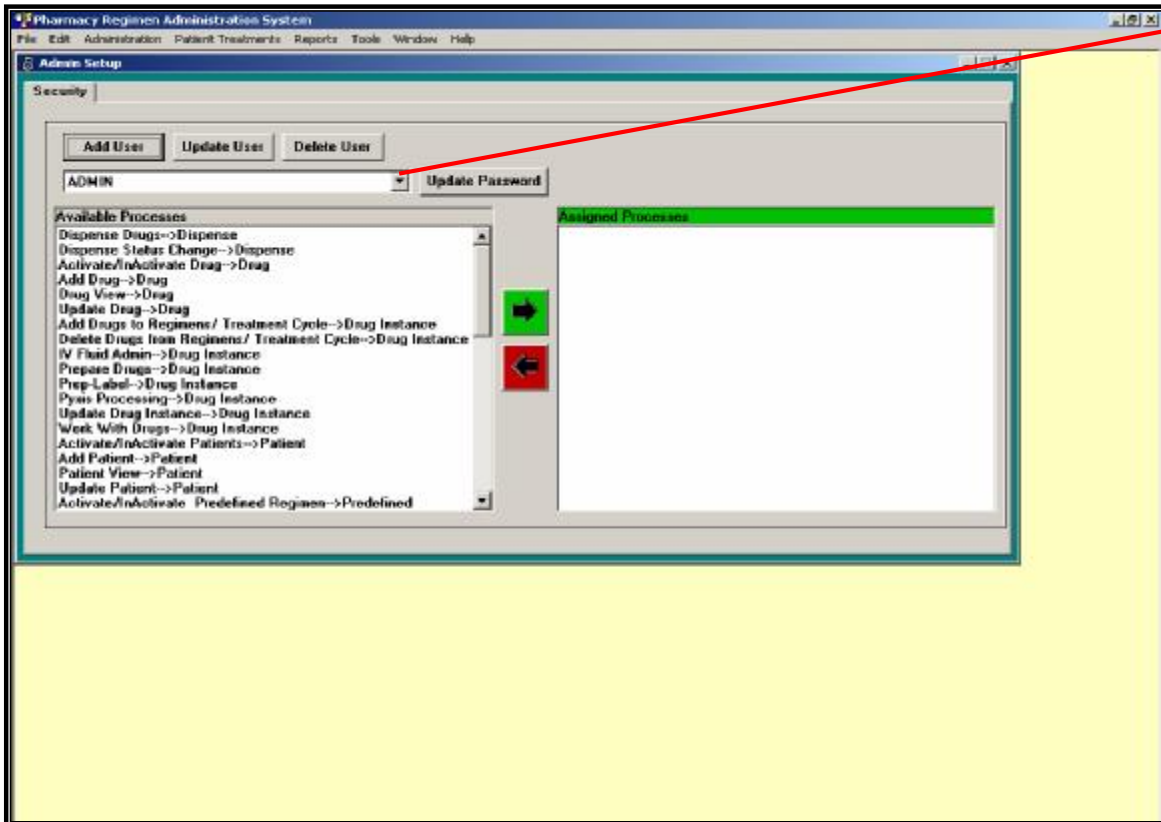 Pharmacy Regimen Administration System
File Edit Administration Patient Treatments Reports Tools Window Help
Admin Setup
Security
Add User Update User Delete User
ADMIN Update Password
Available Processes Assigned Processes
Dispense Drugs-->Dispense
Dispense Status Change-->Dispense
Activate/InActivate Drug-->Drug
Add Drug-->Drug
Drug View-->Drug
Update Drug-->Drug
Add Drugs to Regimens/ Treatment Cycle-->Drug Instance
Delete Drugs from Regimens/ Treatment Cycle-->Drug Instance
IV Fluid Admin-->Drug Instance
Prepare Drugs-->Drug Instance
Prep-Label-->Drug Instance
Pyxis Processing-->Drug Instance
Update Drug Instance-->Drug Instance
Work With Drugs-->Drug Instance
Activate/InActivate Patients-->Patient
Add Patient-->Patient
Patient View-->Patient
Update Patient-->Patient
Activate/InActivate Predefined Regimen-->Predefined